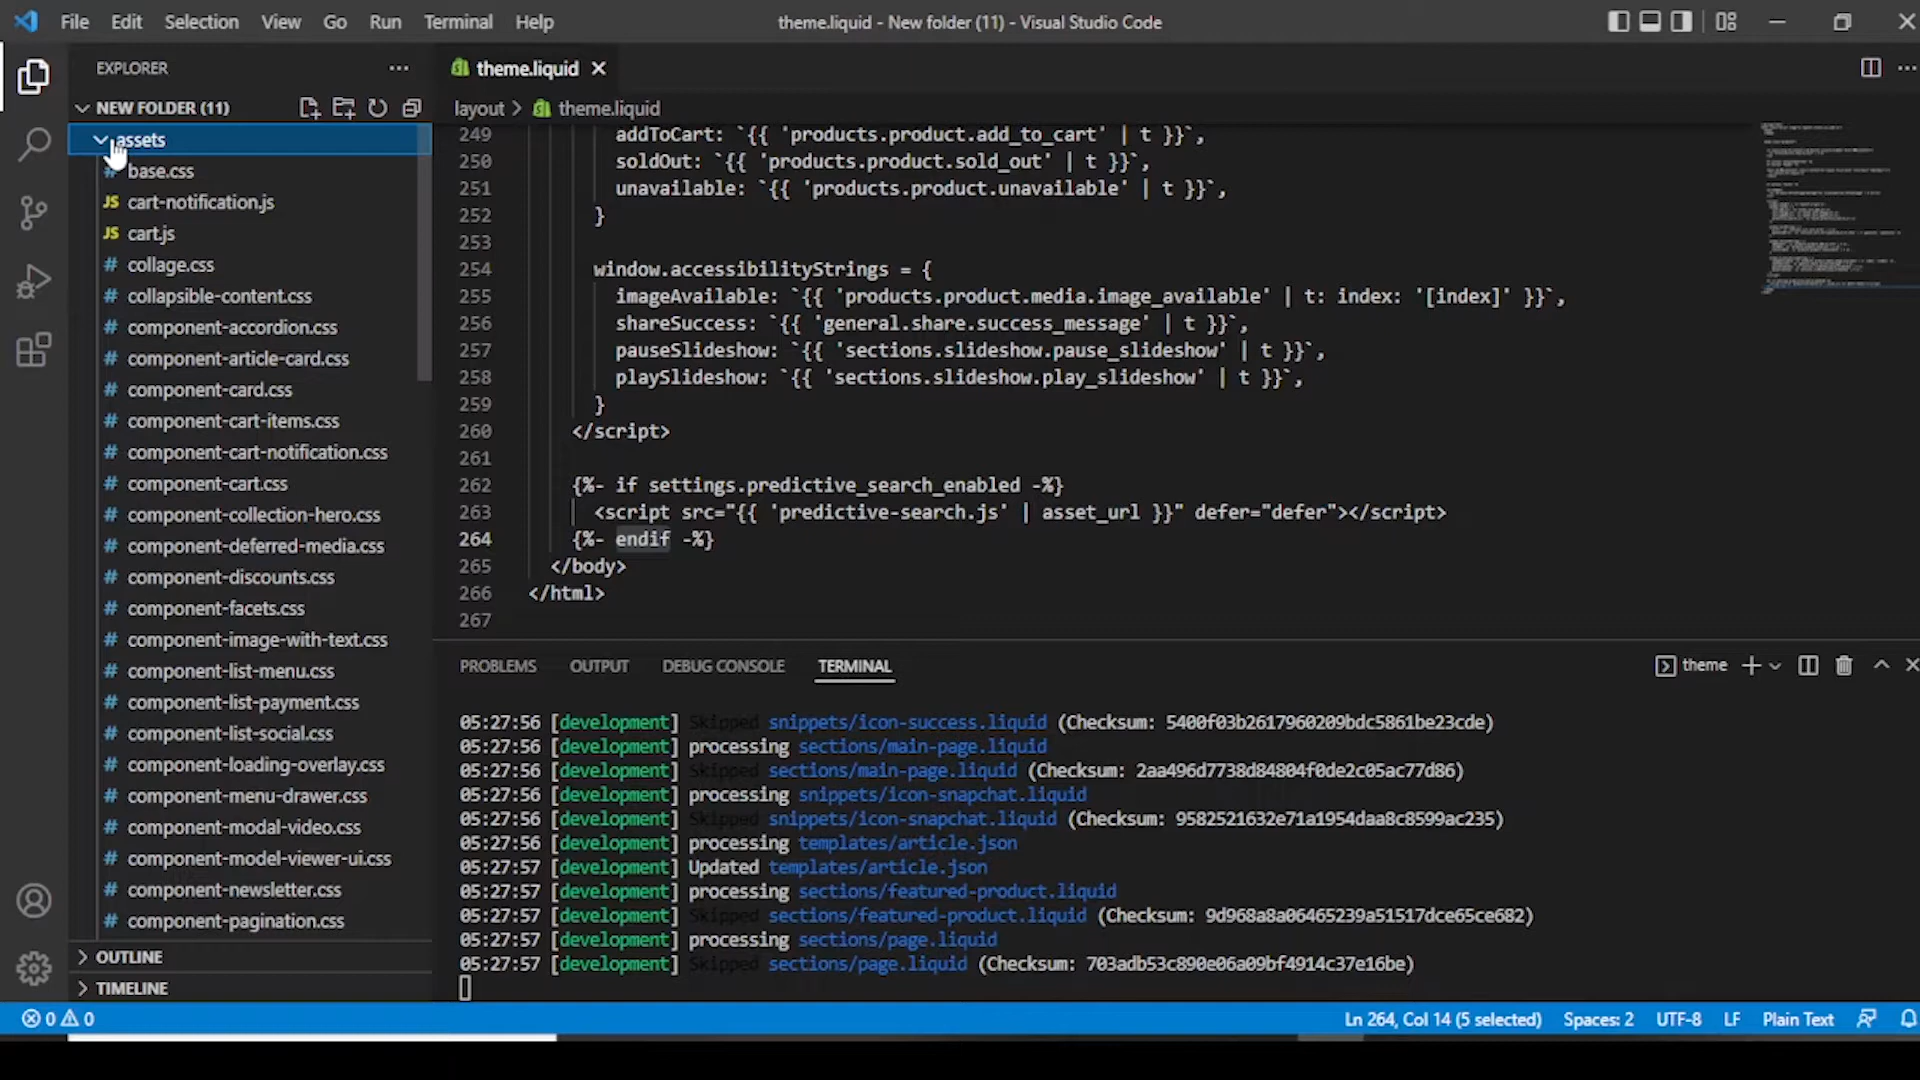 File Edit Selection View Go Run Terminal Help
theme.liquid - New folder (11) - Visual Studio Code
EXPLORER
NEW FOLDER (11)
assets
# base.css
JS cart-notification.js
JS cart.js
# collage.css
# collapsible-content.css
# component-accordion.css
# component-article-card.css
# component-card.css
# component-cart-items.css
# component-cart-notification.css
# component-cart.css
# component-collection-hero.css
# component-deferred-media.css
# component-discounts.css
# component-facets.css
# component-image-with-text.css
# component-list-menu.css
# component-list-payment.css
# component-list-social.css
# component-loading-overlay.css
# component-menu-drawer.css
# component-modal-video.css
# component-model-viewer-ui.css
# component-newsletter.css
# component-pagination.css
OUTLINE
TIMELINE
theme.liquid
layout > theme.liquid
249 addToCart: `{{ 'products.product.add_to_cart' | t }}`,
250 soldOut: `{{ 'products.product.sold_out' | t }}`,
251 unavailable: `{{ 'products.product.unavailable' | t }}`,
252 }
253
254 window.accessibilityStrings = {
255 imageAvailable: `{{ 'products.product.media.image_available' | t: index: '[index]' }}`,
256 shareSuccess: `{{ 'general.share.success_message' | t }}`,
257 pauseSlideshow: `{{ 'sections.slideshow.pause_slideshow' | t }}`,
258 playSlideshow: `{{ 'sections.slideshow.play_slideshow' | t }}`,
259 }
260 </script>
261
262 {%- if settings.predictive_search_enabled -%}
263 <script src="{{ 'predictive-search.js' | asset_url }}" defer="defer"></script>
264 {%- endif -%}
265 </body>
266 </html>
267
PROBLEMS OUTPUT DEBUG CONSOLE TERMINAL
theme
05:27:56 [development] Skipped snippets/icon-success.liquid (Checksum: 5400f03b2617960209bdc5861be23cde)
05:27:56 [development] processing sections/main-page.liquid
05:27:56 [development] Skipped sections/main-page.liquid (Checksum: 2aa496d7738d84804f0de2c05ac77d86)
05:27:56 [development] processing snippets/icon-snapchat.liquid
05:27:56 [development] Skipped snippets/icon-snapchat.liquid (Checksum: 9582521632e71a1954daa8c8599ac235)
05:27:56 [development] processing templates/article.json
05:27:57 [development] Updated templates/article.json
05:27:57 [development] processing sections/featured-product.liquid
05:27:57 [development] Skipped sections/featured-product.liquid (Checksum: 9d968a8a06465239a51517dce65ce682)
05:27:57 [development] processing sections/page.liquid
05:27:57 [development] Skipped sections/page.liquid (Checksum: 703adb53c890e06a09bf4914c37e16be)
0 0
Ln 264, Col 14 (5 selected) Spaces: 2 UTF-8 LF Plain Text